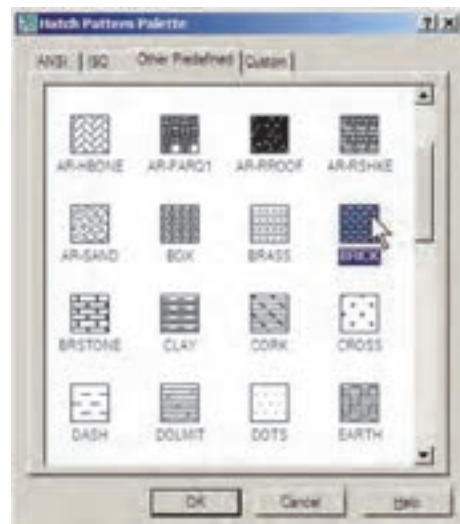 Hatch Pattern Palette
ANSI ISO Other Predefined Custom
AR-HBONE AR-PARQ1 AR-RROOF AR-RSHKE
AR-SAND BOX BRASS BRICK
BRSTONE CLAY CORK CROSS
DASH DOLMIT DOTS EARTH
OK Cancel Help